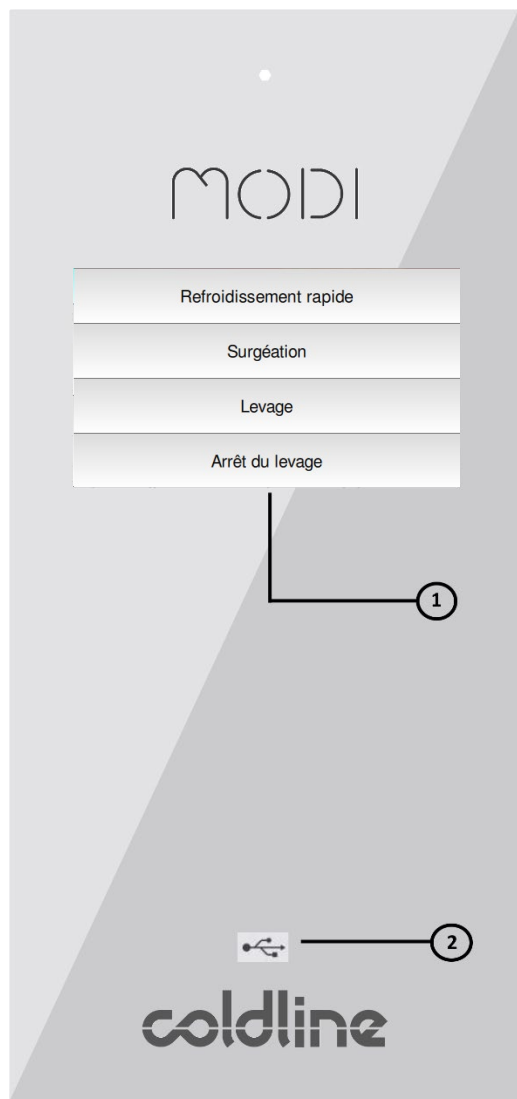 MODI
Refroidissement rapide
Surgéation
Levage
Arrêt du levage
1
2
coldline